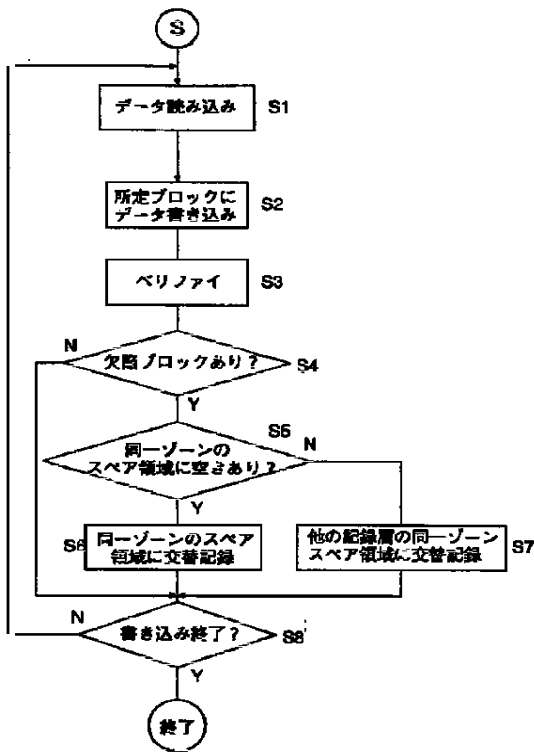 S
データ読み込み
S1
所定ブロックに
データ書き込み
S2
ベリファイ
S3
N
欠陥ブロックあり？
S4
Y
S5
同一ゾーンの
スペア領域に空きあり？
N
Y
S6
同一ゾーンのスペア
領域に交替記録
他の記録層の同一ゾーン
スペア領域に交替記録
S7
N
書き込み終了？
S8
Y
終了